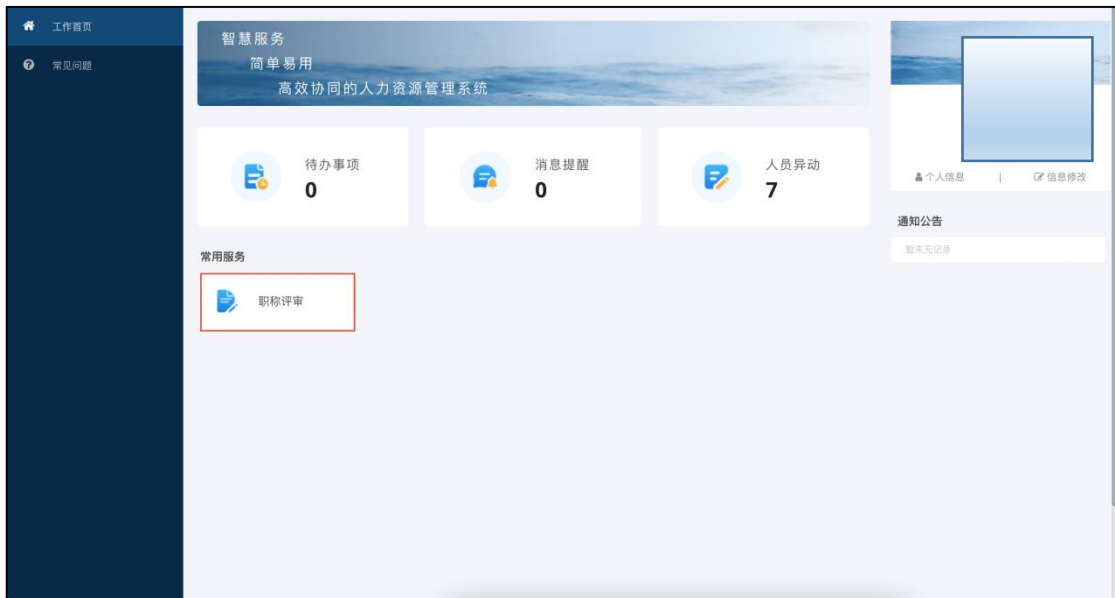 工作首页
常见问题
智慧服务
简单易用
高效协同的人力资源管理系统
待办事项
0
消息提醒
0
人员异动
7
个人信息 | 信息修改
通知公告
暂未无记录
常用服务
职称评审